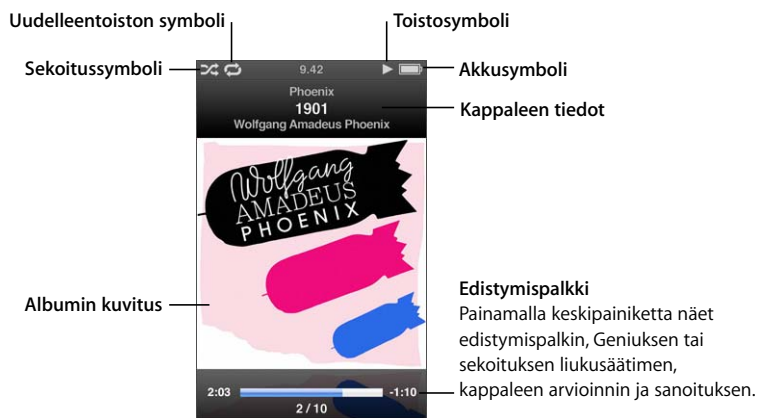 Uudelleentoiston symboli
Toistosymboli
Sekoitussymboli
9.42
Akkusymboli
Phoenix
1901
Wolfgang Amadeus Phoenix
Kappaleen tiedot
Wolfgang
AMADEUS
PHOENIX
Albumin kuvitus
Edistymispalkki
Painamalla keskipainiketta näet
edistymispalkin, Geniuksen tai
sekoituksen liukusäätimen,
kappaleen arvioinnin ja sanoituksen.
2:03
-1:10
2 / 10